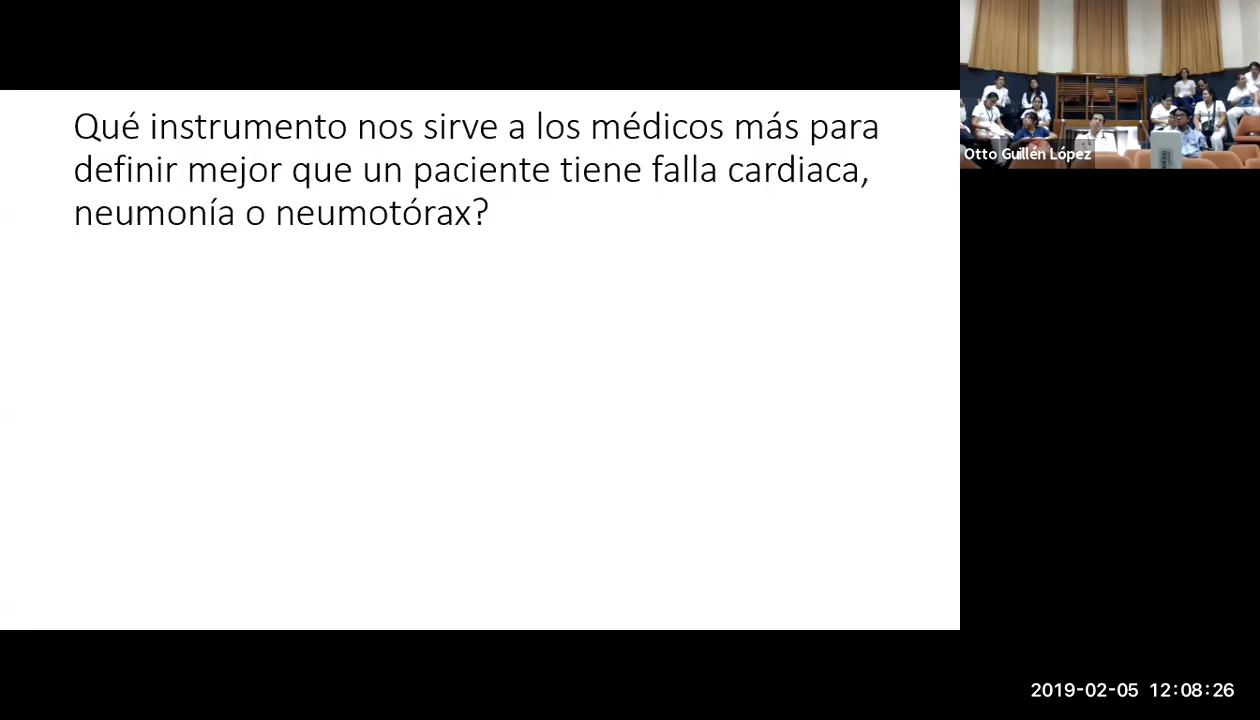 Qué instrumento nos sirve a los médicos más para
definir mejor que un paciente tiene falla cardiaca,
neumonía o neumotórax?
Otto Guillén López
2019-02-05 12:08:26